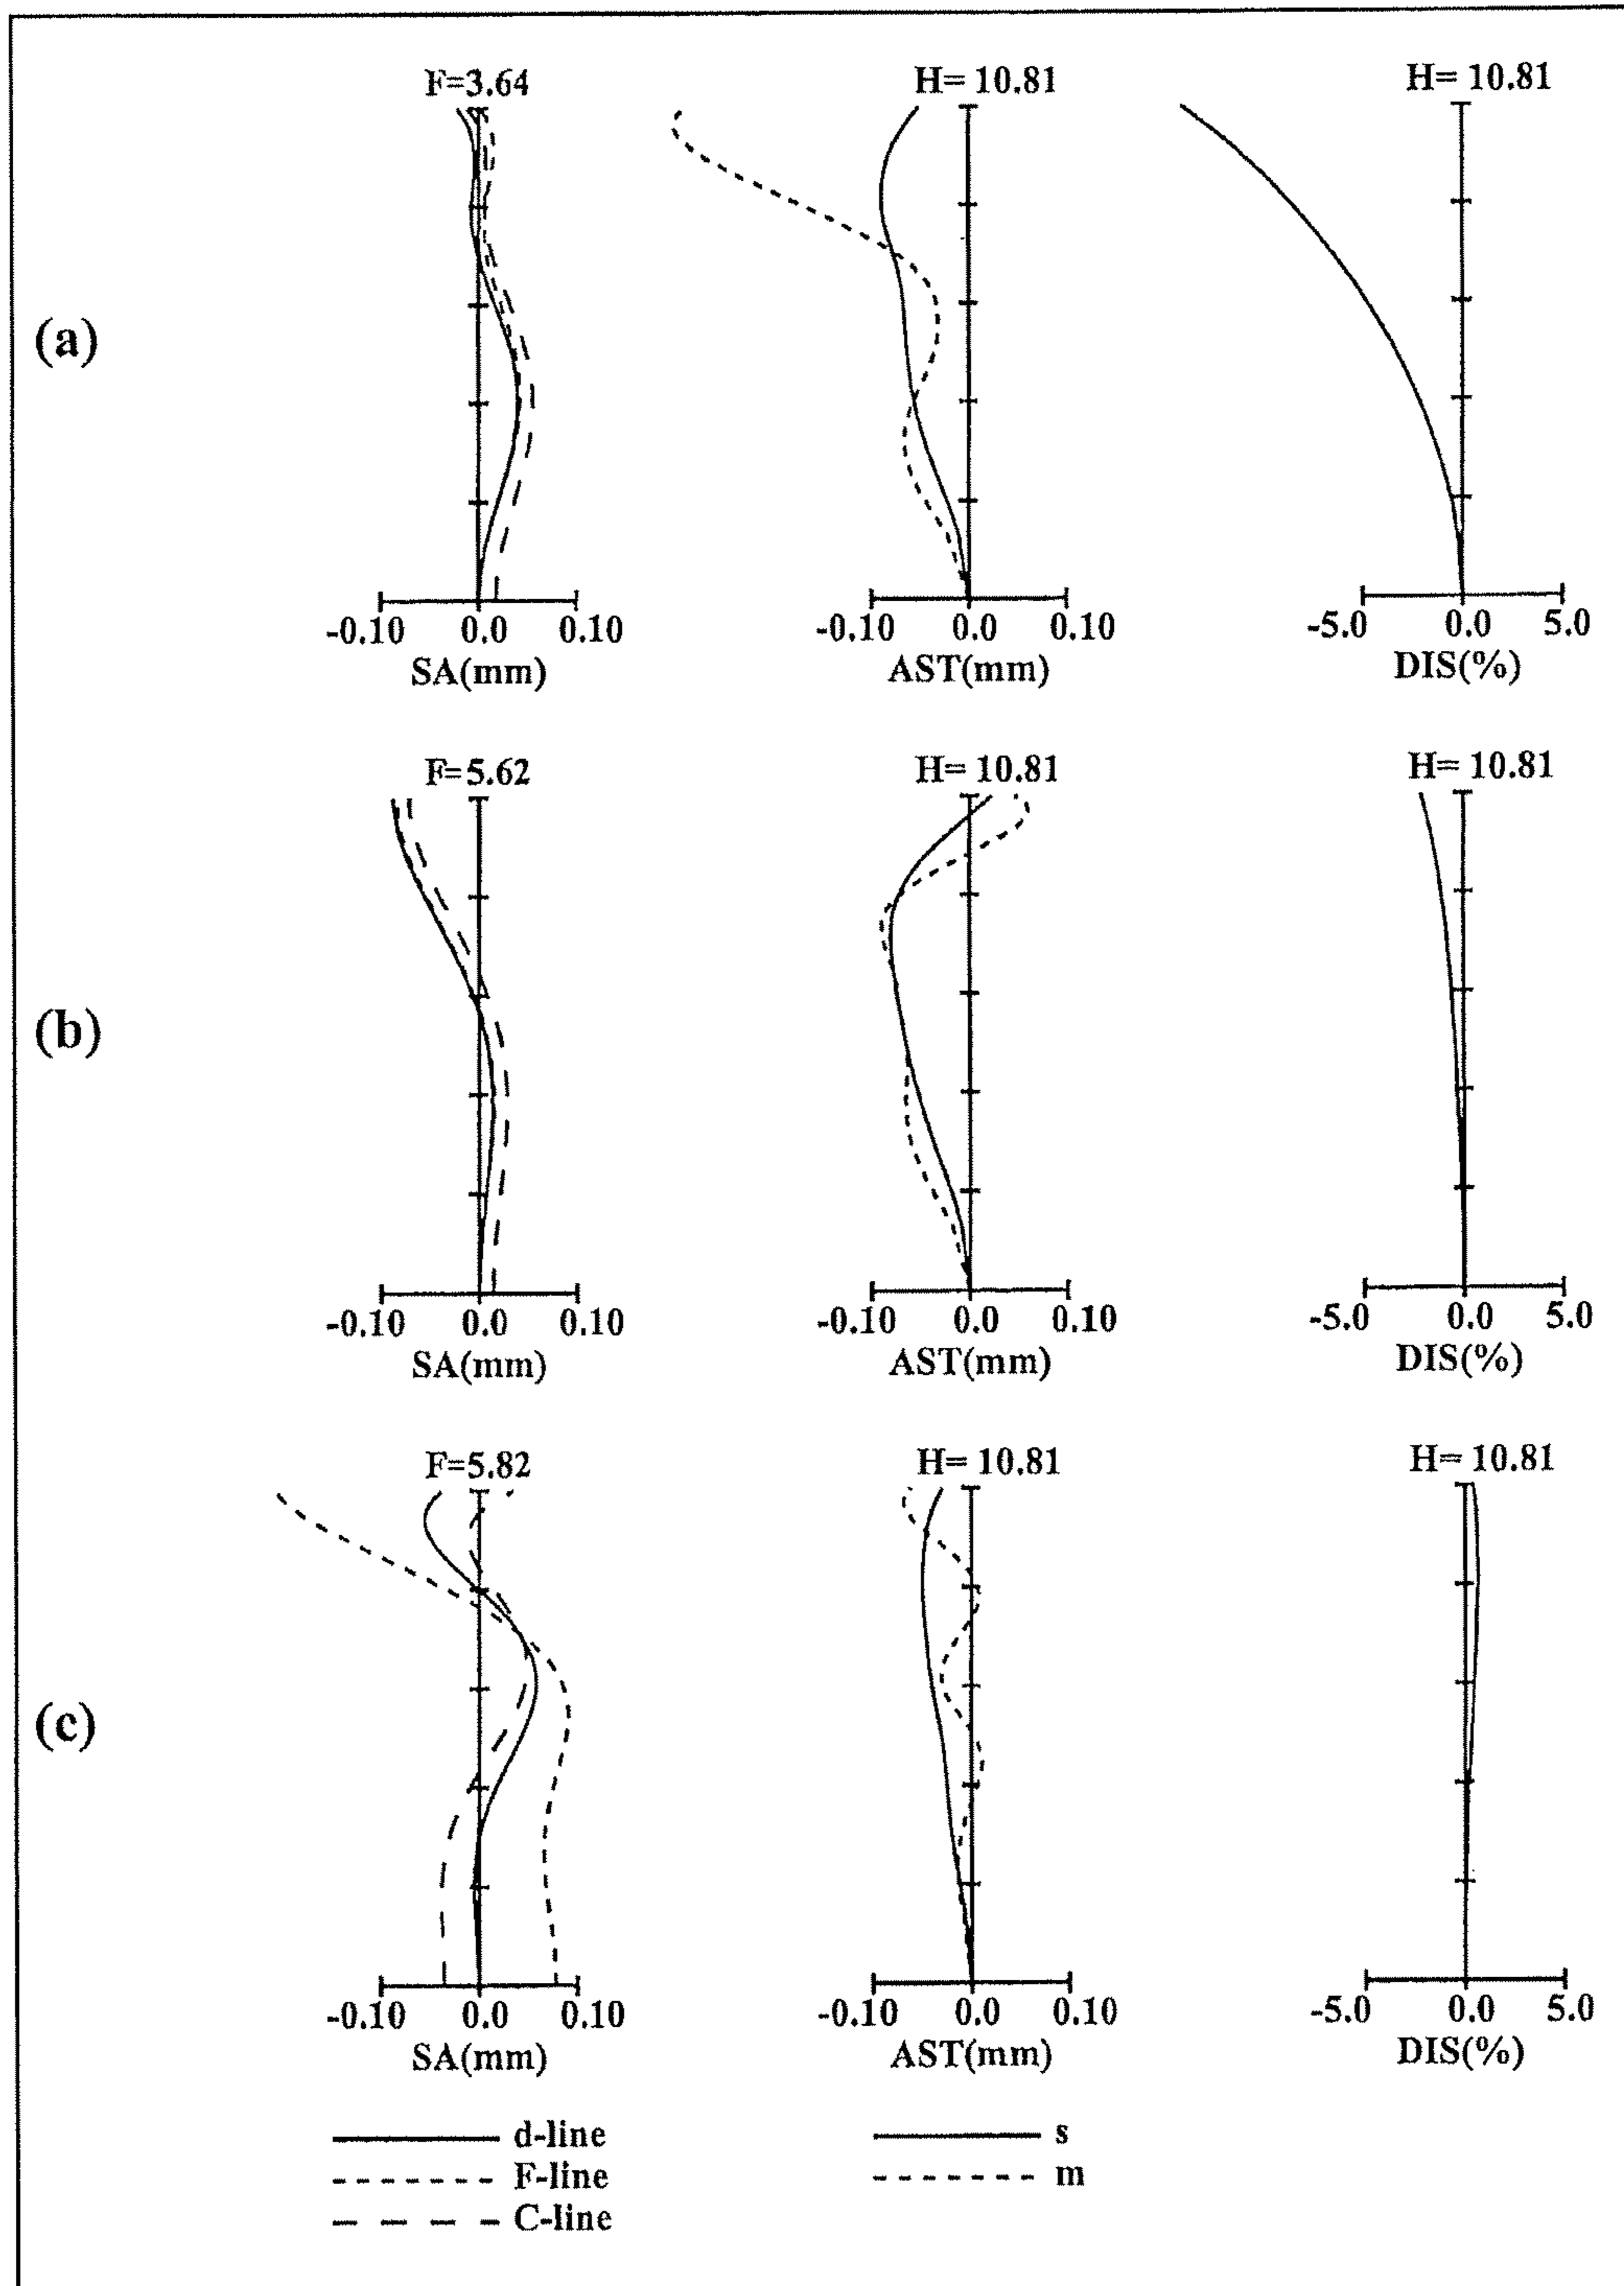 F=3.64 H= 10.81 H= 10.81
(a)
-0.10 0.0 0.10 -0.10 0.0 0.10 -5.0 0.0 5.0
SA(mm) AST(mm) DIS(%)
F=5.62 H= 10.81 H= 10.81
(b)
-0.10 0.0 0.10 -0.10 0.0 0.10 -5.0 0.0 5.0
SA(mm) AST(mm) DIS(%)
F=5.82 H= 10.81 H= 10.81
(c)
-0.10 0.0 0.10 -0.10 0.0 0.10 -5.0 0.0 5.0
SA(mm) AST(mm) DIS(%)
d-line s
F-line m
C-line